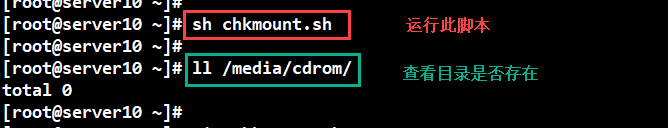 [root@server10 ~]#
[root@server10 ~]# sh chkmount.sh 运行此脚本
[root@server10 ~]#
[root@server10 ~]# ll /media/cdrom/ 查看目录是否存在
total 0
[root@server10 ~]#